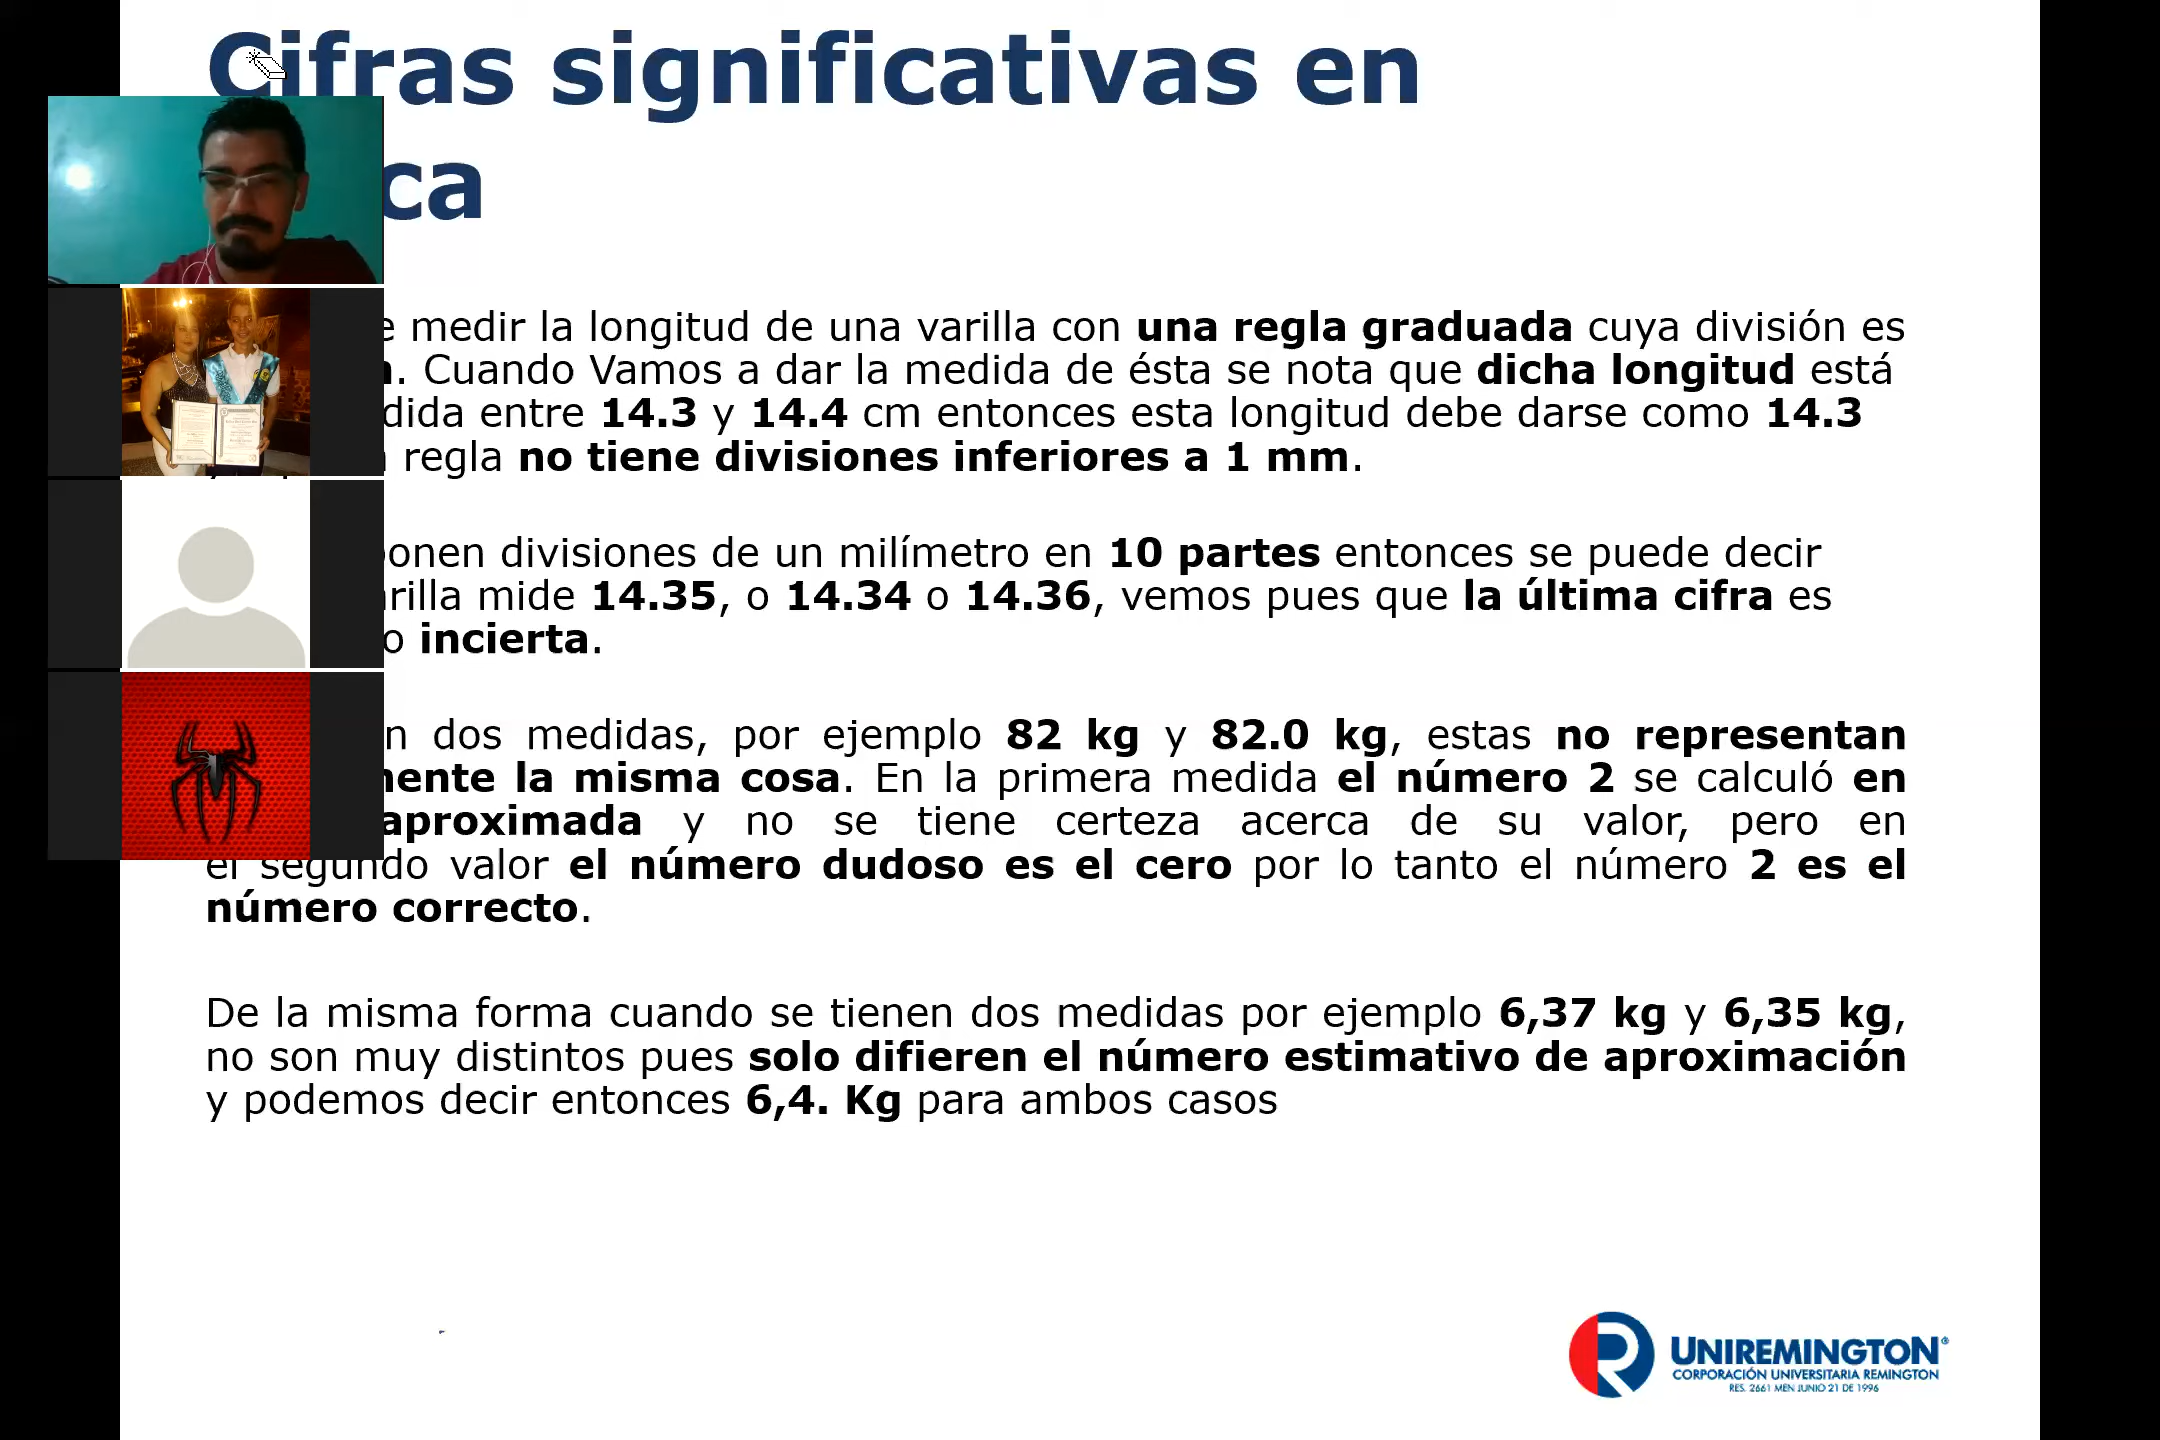 Cifras significativas en
medir la longitud de una varilla con una regla graduada cuya división es
. Cuando Vamos a dar la medida de ésta se nota que dicha longitud está
entre 14.3 y 14.4 cm entonces esta longitud debe darse como 14.3
regla no tiene divisiones inferiores a 1 mm.
divisiones de un milímetro en 10 partes entonces se puede decir
mide 14.35, o 14.34 o 14.36, vemos pues que la última cifra es
incierta.
dos medidas, por ejemplo 82 kg y 82.0 kg, estas no representan
la misma cosa. En la primera medida el número 2 se calculó en
aproximada y no se tiene certeza acerca de su valor, pero en
el segundo valor el número dudoso es el cero por lo tanto el número 2 es el
número correcto.
De la misma forma cuando se tienen dos medidas por ejemplo 6,37 kg y 6,35 kg,
no son muy distintos pues solo difieren el número estimativo de aproximación
y podemos decir entonces 6,4. Kg para ambos casos
UNIREMINGTON®
CORPORACIÓN UNIVERSITARIA REMINGTON
RES. 2661 MEN JUNIO 21 DE 1996